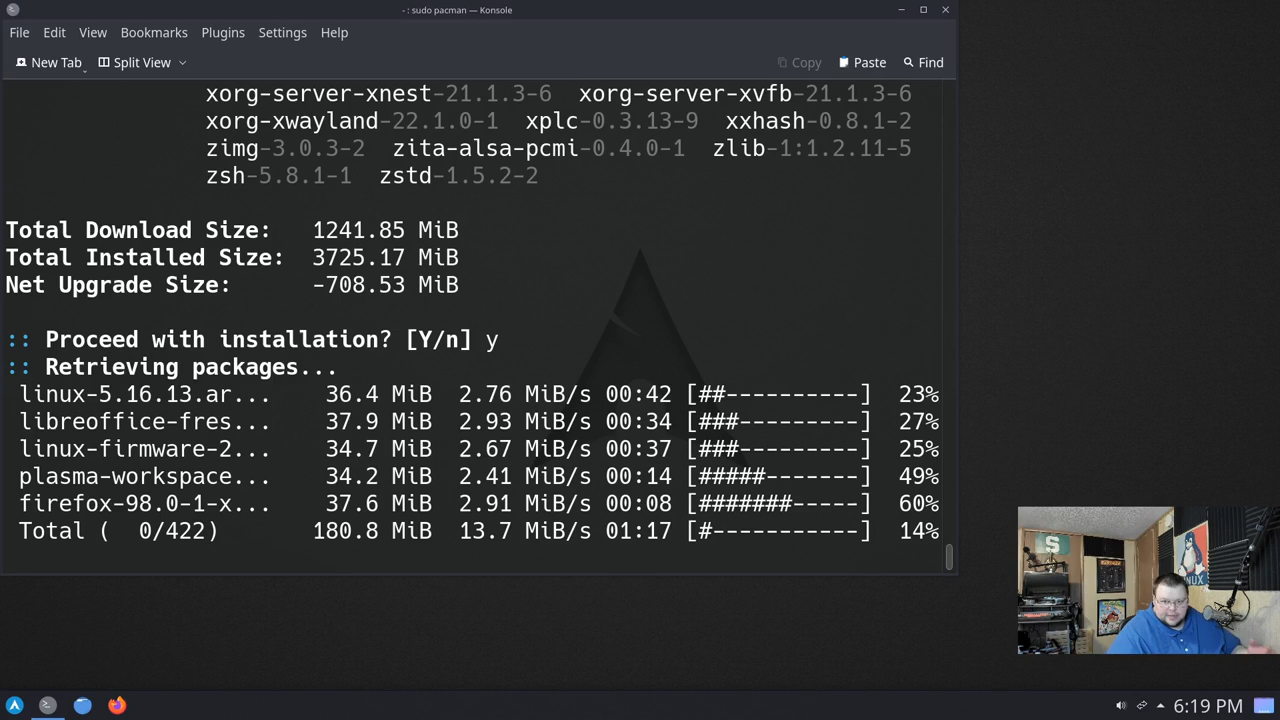 - : sudo pacman — Konsole
File Edit View Bookmarks Plugins Settings Help
New Tab Split View Copy Paste Find
xorg-server-xnest-21.1.3-6 xorg-server-xvfb-21.1.3-6
xorg-xwayland-22.1.0-1 xplc-0.3.13-9 xxhash-0.8.1-2
zimg-3.0.3-2 zita-alsa-pcmi-0.4.0-1 zlib-1:1.2.11-5
zsh-5.8.1-1 zstd-1.5.2-2
Total Download Size: 1241.85 MiB
Total Installed Size: 3725.17 MiB
Net Upgrade Size: -708.53 MiB
:: Proceed with installation? [Y/n] y
:: Retrieving packages...
linux-5.16.13.ar... 36.4 MiB 2.76 MiB/s 00:42 [##----------] 23%
libreoffice-fres... 37.9 MiB 2.93 MiB/s 00:34 [###---------] 27%
linux-firmware-2... 34.7 MiB 2.67 MiB/s 00:37 [###---------] 25%
plasma-workspace... 34.2 MiB 2.41 MiB/s 00:14 [#####-------] 49%
firefox-98.0-1-x... 37.6 MiB 2.91 MiB/s 00:08 [#######-----] 60%
Total ( 0/422) 180.8 MiB 13.7 MiB/s 01:17 [#-----------] 14%
S
LINUX
6:19 PM